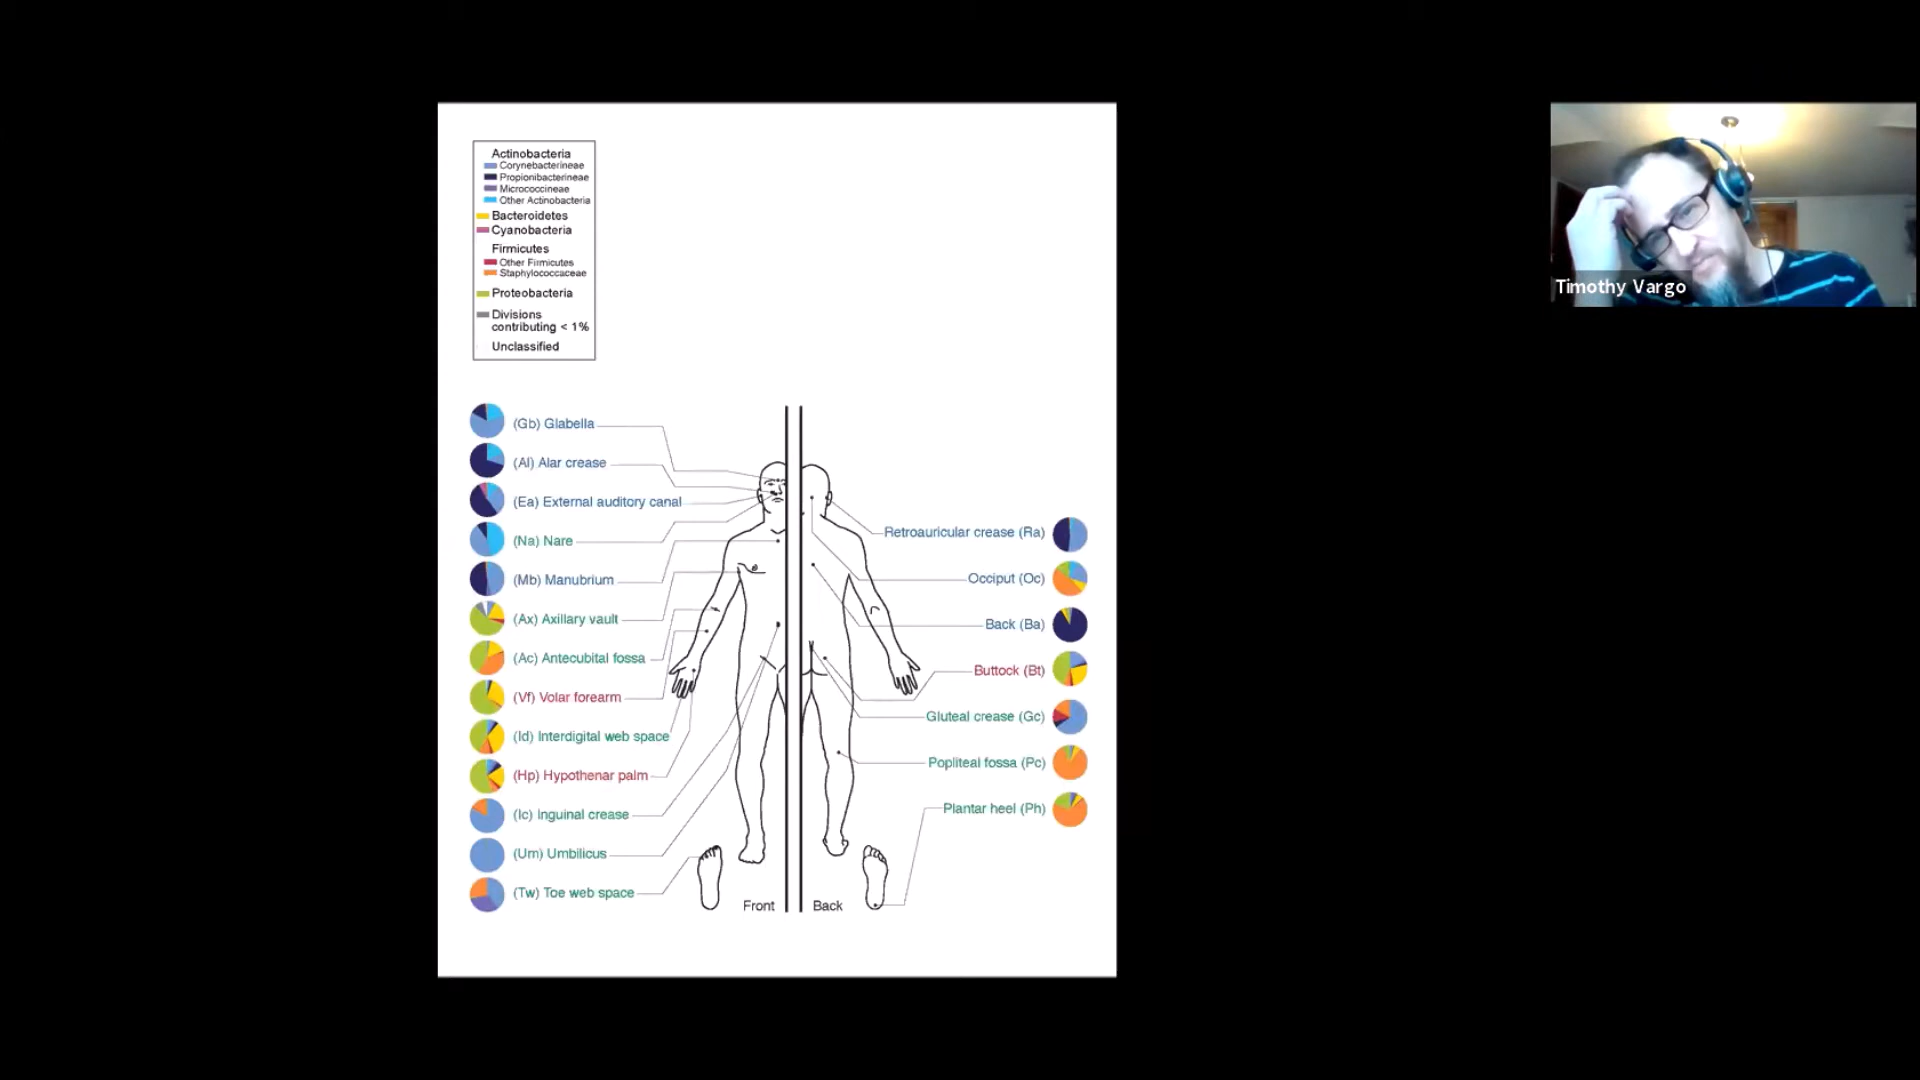 Actinobacteria
Corynebacterineae
Propionibacterineae
Micrococcineae
Other Actinobacteria
Bacteroidetes
Cyanobacteria
Firmicutes
Other Firmicutes
Staphylococcaceae
Proteobacteria
Divisions
contributing < 1%
Unclassified
(Gb) Glabella
(Al) Alar crease
(Ea) External auditory canal
(Na) Nare
(Mb) Manubrium
(Ax) Axillary vault
(Ac) Antecubital fossa
(Vf) Volar forearm
(Id) Interdigital web space
(Hp) Hypothenar palm
(Ic) Inguinal crease
(Um) Umbilicus
(Tw) Toe web space
Retroauricular crease (Ra)
Occiput (Oc)
Back (Ba)
Buttock (Bt)
Gluteal crease (Gc)
Popliteal fossa (Pc)
Plantar heel (Ph)
Front
Back
Timothy Vargo